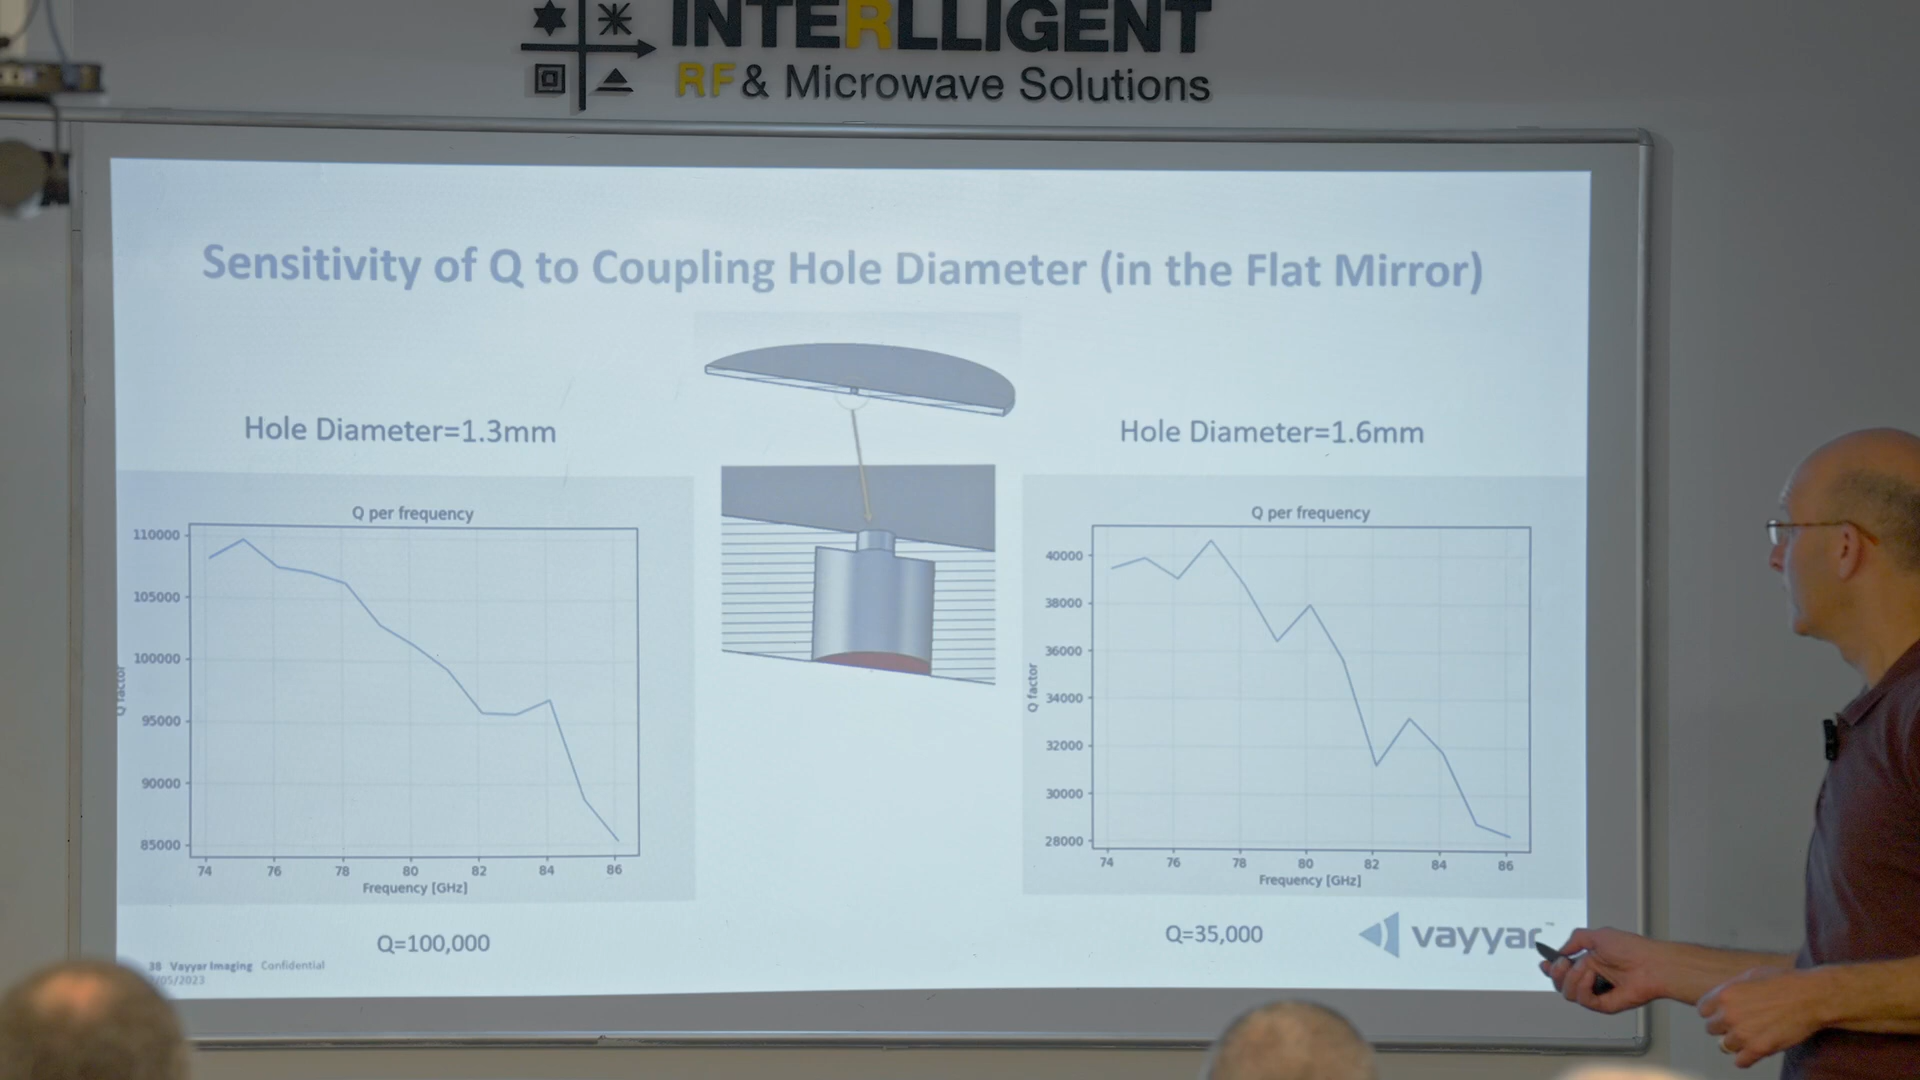 INTERLLIGENT
RF & Microwave Solutions
Sensitivity of Q to Coupling Hole Diameter (in the Flat Mirror)
Hole Diameter=1.3mm
Hole Diameter=1.6mm
Q per frequency
110000
105000
100000
95000
90000
85000
Q factor
74 76 78 80 82 84 86
Frequency [GHz]
Q=100,000
Q per frequency
40000
38000
36000
34000
32000
30000
28000
Q factor
74 76 78 80 82 84 86
Frequency [GHz]
Q=35,000
vayyar
38 Vayyar Imaging Confidential
/05/2023